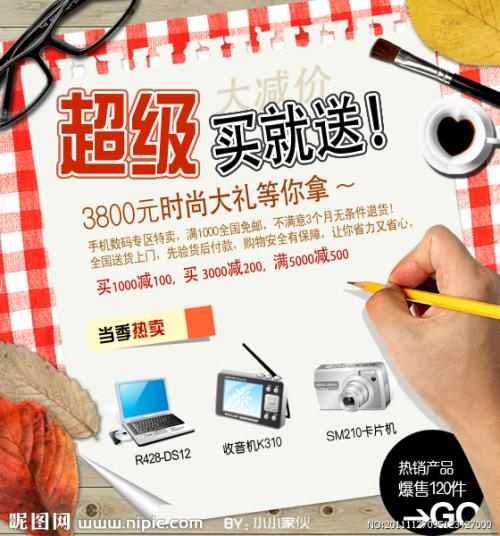 大减价
超级 买就送！
3800元时尚大礼等你拿 ～
手机数码专区特卖，满1000全国免邮，不满意3个月无条件退货！
全国送货上门，先验货后付款，购物安全有保障，让你省力又省心。
买1000减100，买 3000减200，满5000减500
当季热卖
R428-DS12
收音机K310
SM210卡片机
热销产品
爆售120件
→GO
昵图网 www.nipic.com BY：小小家伙